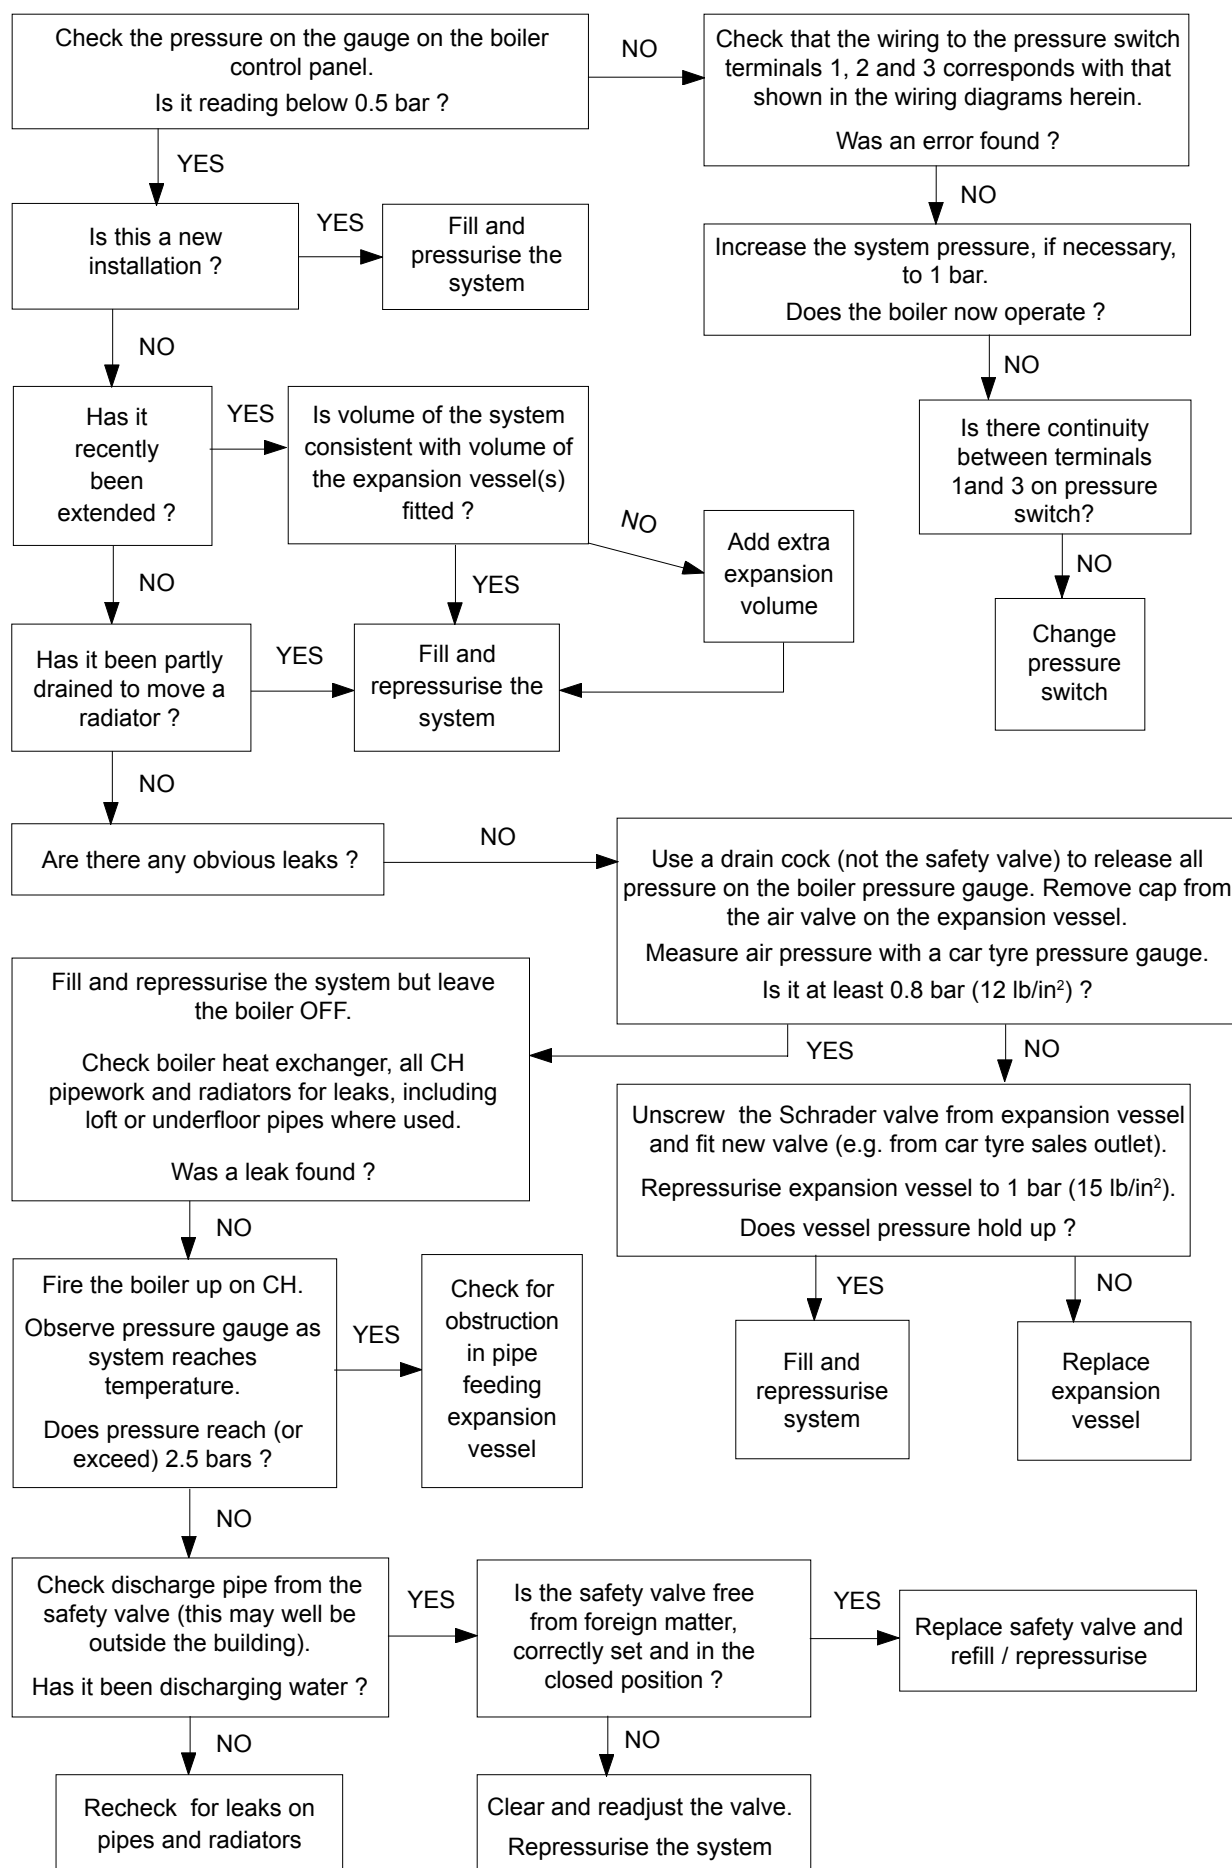 Check the pressure on the gauge on the boiler
control panel.
Is it reading below 0.5 bar ?
NO
Check that the wiring to the pressure switch
terminals 1, 2 and 3 corresponds with that
shown in the wiring diagrams herein.
Was an error found ?
YES
NO
Is this a new
installation ?
YES
Fill and
pressurise the
system
Increase the system pressure, if necessary,
to 1 bar.
Does the boiler now operate ?
NO
NO
Has it
recently
been
extended ?
YES
Is volume of the system
consistent with volume of
the expansion vessel(s)
fitted ?
Is there continuity
between terminals
1and 3 on pressure
switch?
NO
Add extra
expansion
volume
NO
YES
NO
Has it been partly
drained to move a
radiator ?
YES
Fill and
repressurise the
system
Change
pressure
switch
NO
Are there any obvious leaks ?
NO
Use a drain cock (not the safety valve) to release all
pressure on the boiler pressure gauge. Remove cap from
the air valve on the expansion vessel.
Measure air pressure with a car tyre pressure gauge.
Is it at least 0.8 bar (12 lb/in²) ?
Fill and repressurise the system but leave
the boiler OFF.
Check boiler heat exchanger, all CH
pipework and radiators for leaks, including
loft or underfloor pipes where used.
Was a leak found ?
YES
NO
Unscrew the Schrader valve from expansion vessel
and fit new valve (e.g. from car tyre sales outlet).
Repressurise expansion vessel to 1 bar (15 lb/in²).
Does vessel pressure hold up ?
NO
Fire the boiler up on CH.
Observe pressure gauge as
system reaches
temperature.
Does pressure reach (or
exceed) 2.5 bars ?
YES
Check for
obstruction
in pipe
feeding
expansion
vessel
YES
NO
Fill and
repressurise
system
Replace
expansion
vessel
NO
Check discharge pipe from the
safety valve (this may well be
outside the building).
Has it been discharging water ?
YES
Is the safety valve free
from foreign matter,
correctly set and in the
closed position ?
YES
Replace safety valve and
refill / repressurise
NO
NO
Recheck for leaks on
pipes and radiators
Clear and readjust the valve.
Repressurise the system